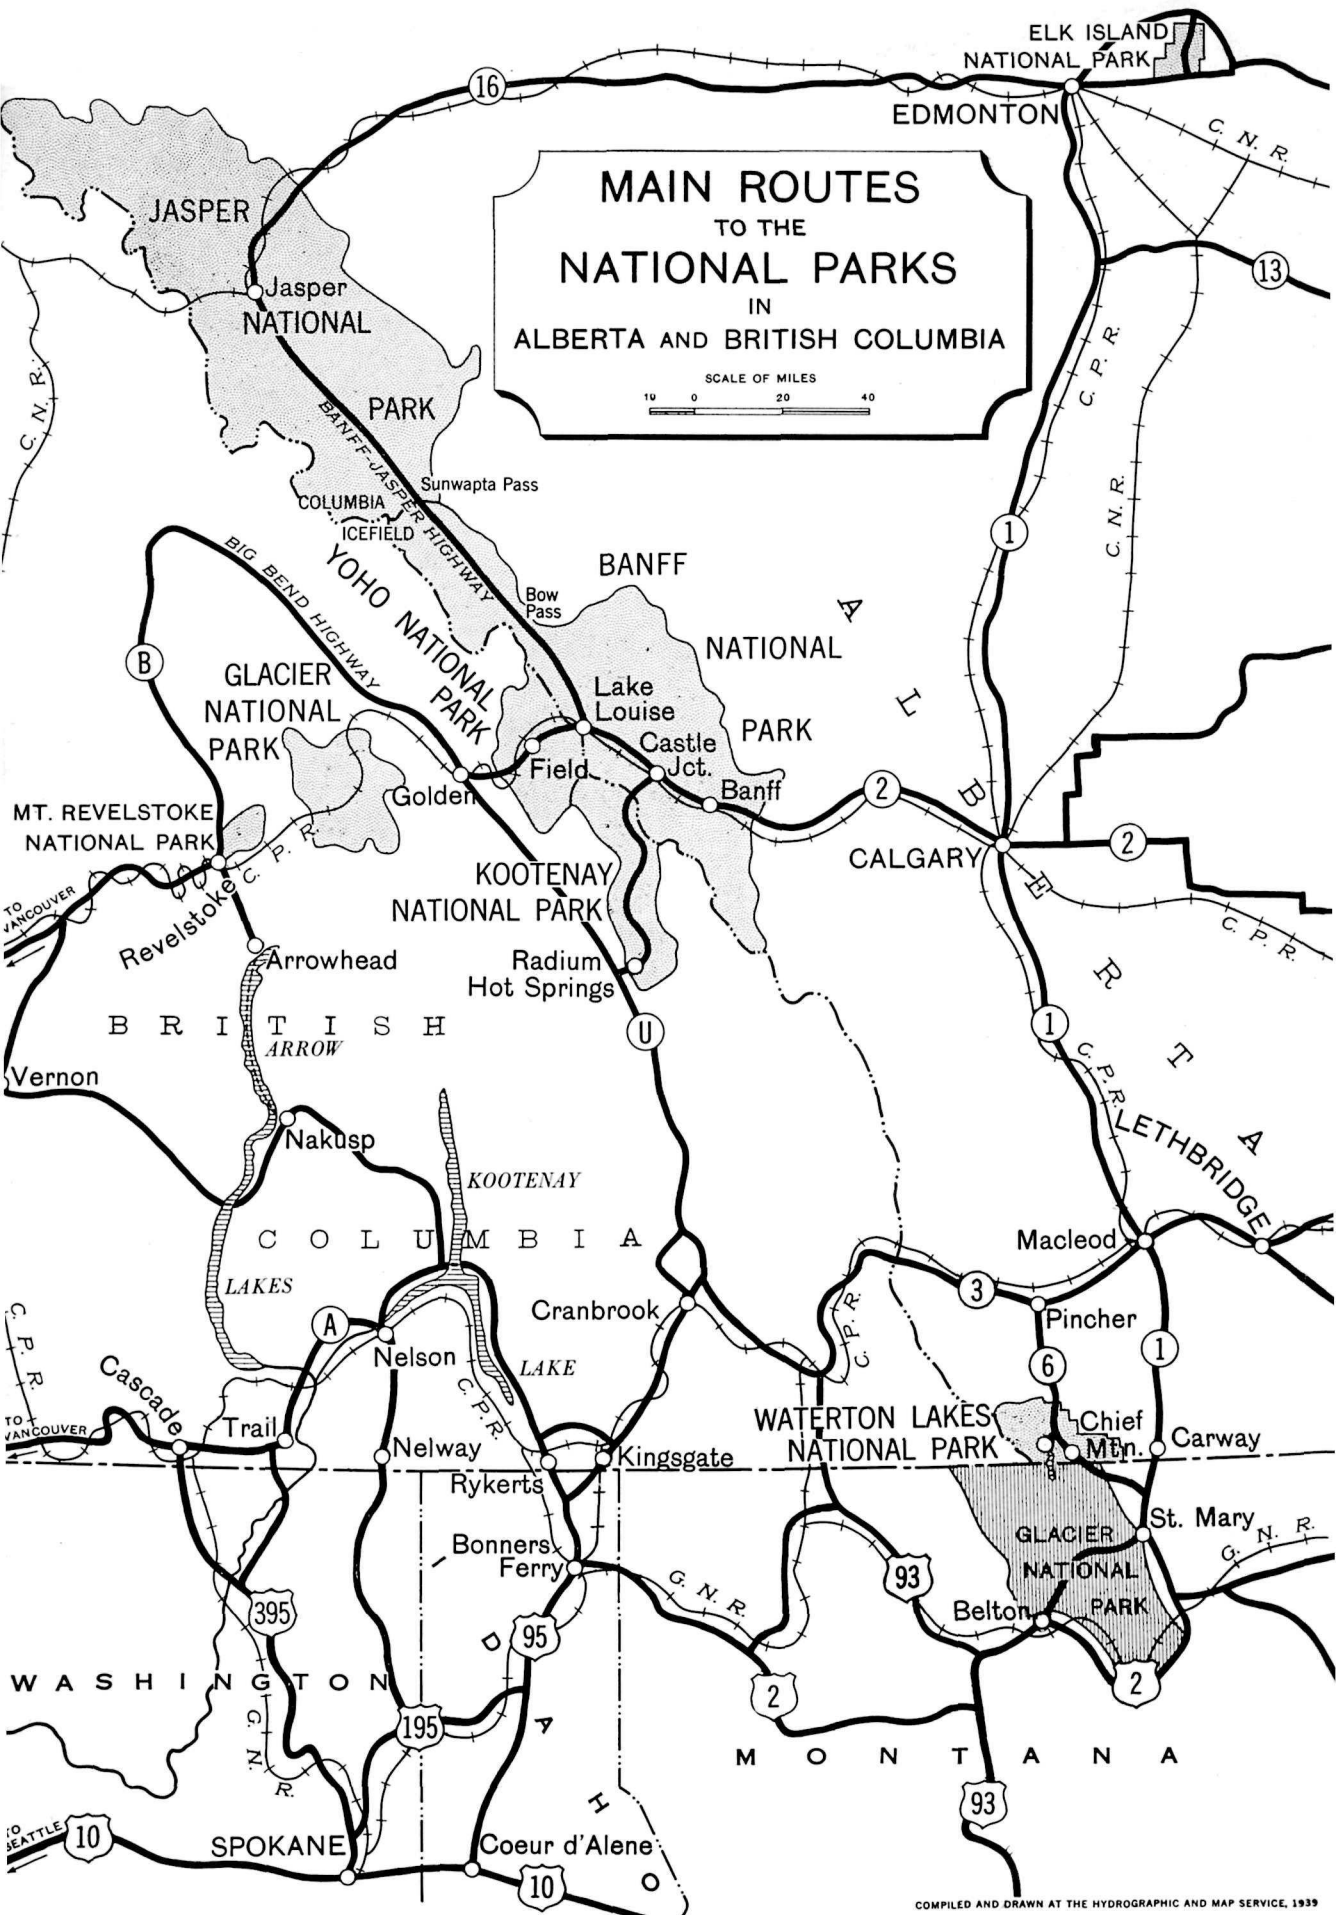 ELK ISLAND
NATIONAL PARK
16
EDMONTON
C. N. R.
MAIN ROUTES
TO THE
NATIONAL PARKS
IN
ALBERTA AND BRITISH COLUMBIA
SCALE OF MILES
10 0 20 40
JASPER
Jasper
NATIONAL
PARK
13
C. P. R.
C. N. R.
C. N. R.
BANFF-JASPER HIGHWAY
Sunwapta Pass
COLUMBIA
ICEFIELD
1
BIG BEND HIGHWAY
YOHO NATIONAL
PARK
Bow
Pass
BANFF
NATIONAL
PARK
ALBERTA
B
GLACIER
NATIONAL
PARK
Lake
Louise
Castle
Jct.
Field
Golden
Banff
2
CALGARY
2
MT. REVELSTOKE
NATIONAL PARK
C. P. R.
TO
VANCOUVER
Revelstoke
KOOTENAY
NATIONAL PARK
C. P. R.
Arrowhead
Radium
Hot Springs
BRITISH
ARROW
U
1
C. P. R.
Vernon
Nakusp
KOOTENAY
LETHBRIDGE
COLUMBIA
Macleod
LAKES
3
Cranbrook
Pincher
C. P. R.
A
Nelson
LAKE
C. P. R.
6
1
C. P. R.
Cascade
Trail
TO
VANCOUVER
WATERTON LAKES
NATIONAL PARK
Chief
Mtn.
Carway
Nelway
Kingsgate
Rykerts
St. Mary
GLACIER
NATIONAL
PARK
G. N. R.
Bonners
Ferry
G. N. R.
93
395
95
Belton
WASHINGTON
2
2
195
G. N. R.
IDAHO
MONTANA
93
TO
SEATTLE
10
SPOKANE
Coeur d'Alene
10
COMPILED AND DRAWN AT THE HYDROGRAPHIC AND MAP SERVICE, 1939